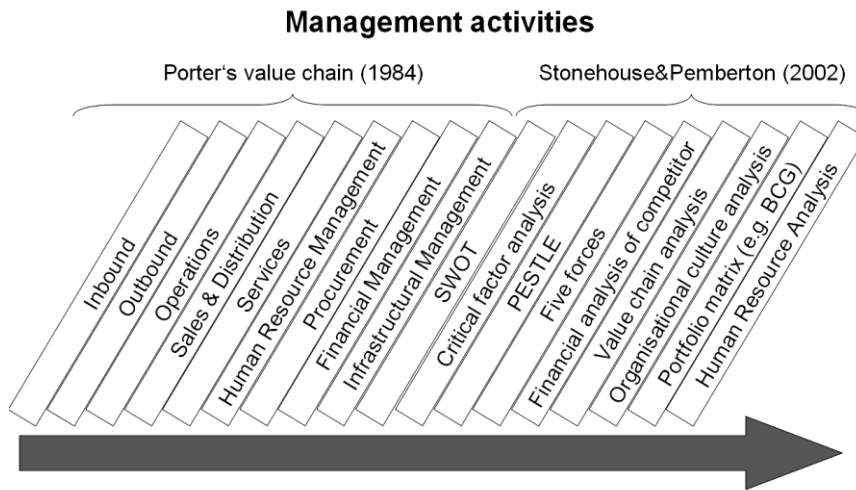 Management activities
Porter‘s value chain (1984)
Stonehouse&Pemberton (2002)
Inbound
Outbound
Operations
Sales & Distribution
Services
Human Resource Management
Procurement
Financial Management
Infrastructural Management
SWOT
Critical factor analysis
PESTLE
Five forces
Financial analysis of competitor
Value chain analysis
Organisational culture analysis
Portfolio matrix (e.g. BCG)
Human Resource Analysis